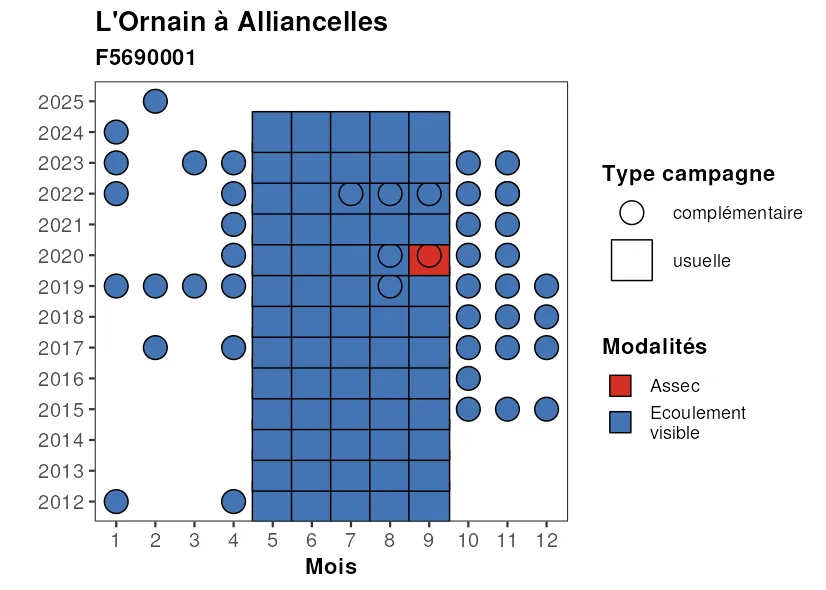 L'Ornain à Alliancelles
F5690001
2025
2024
2023
2022
2021
2020
2019
2018
2017
2016
2015
2014
2013
2012
1 2 3 4 5 6 7 8 9 10 11 12
Mois
Type campagne
complémentaire
usuelle
Modalités
Assec
Ecoulement
visible